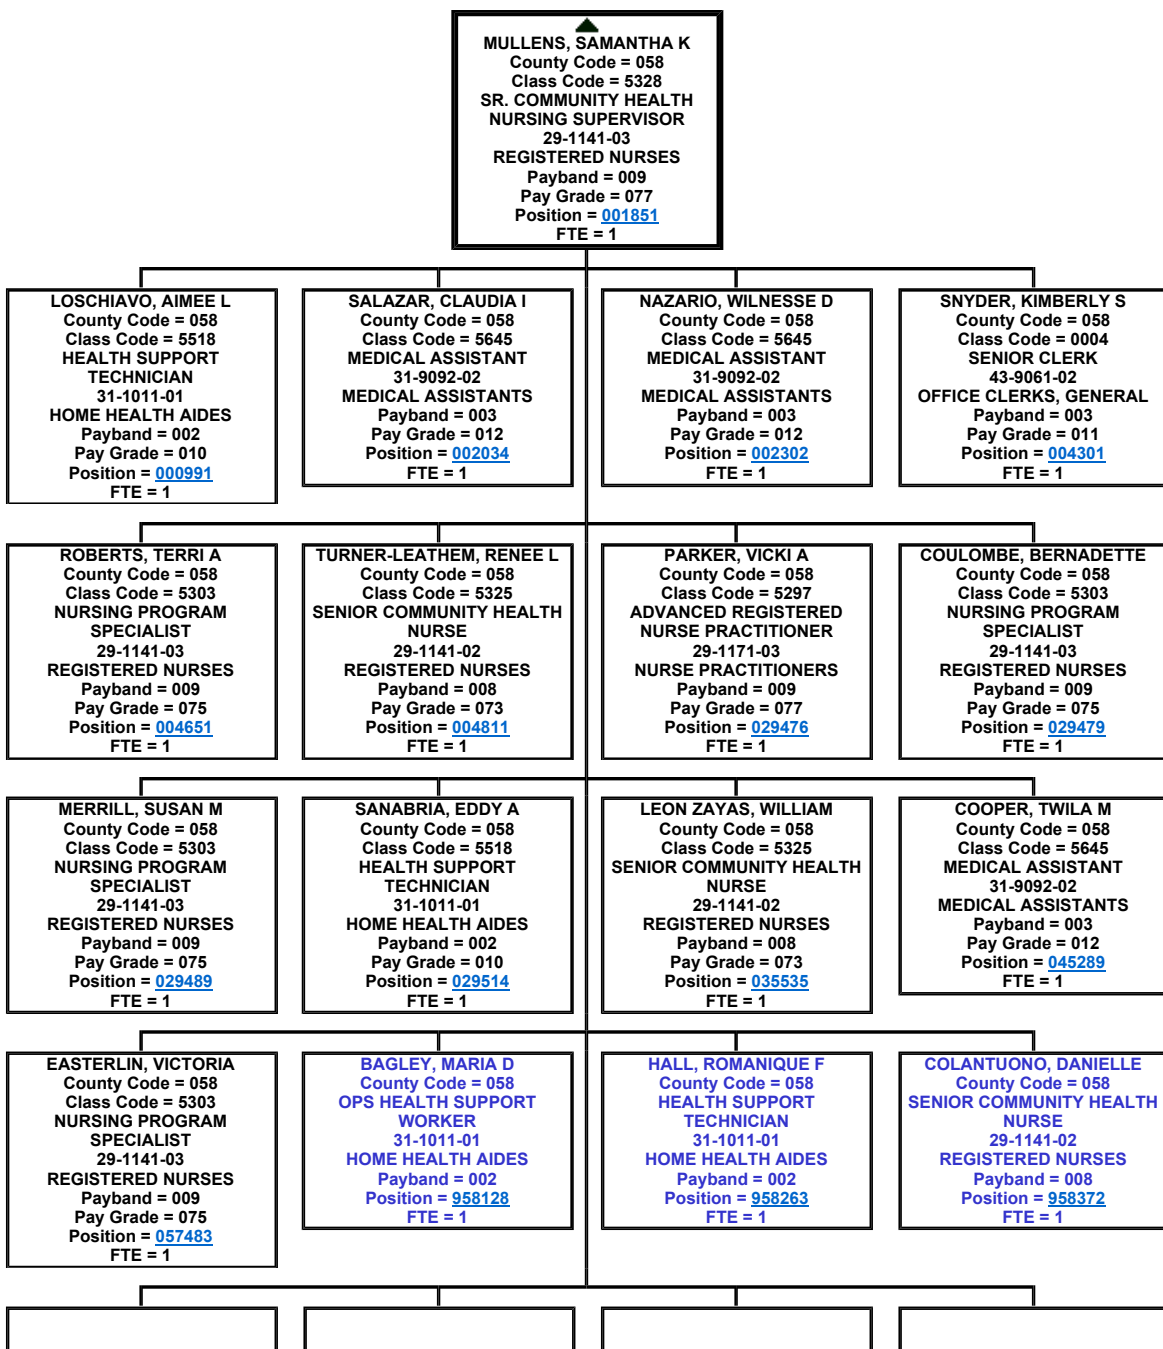 MULLENS, SAMANTHA K
County Code = 058
Class Code = 5328
SR. COMMUNITY HEALTH
NURSING SUPERVISOR
29-1141-03
REGISTERED NURSES
Payband = 009
Pay Grade = 077
Position = 001851
FTE = 1
LOSCHIAVO, AIMEE L
County Code = 058
Class Code = 5518
HEALTH SUPPORT
TECHNICIAN
31-1011-01
HOME HEALTH AIDES
Payband = 002
Pay Grade = 010
Position = 000991
FTE = 1
SALAZAR, CLAUDIA I
County Code = 058
Class Code = 5645
MEDICAL ASSISTANT
31-9092-02
MEDICAL ASSISTANTS
Payband = 003
Pay Grade = 012
Position = 002034
FTE = 1
NAZARIO, WILNESSE D
County Code = 058
Class Code = 5645
MEDICAL ASSISTANT
31-9092-02
MEDICAL ASSISTANTS
Payband = 003
Pay Grade = 012
Position = 002302
FTE = 1
SNYDER, KIMBERLY S
County Code = 058
Class Code = 0004
SENIOR CLERK
43-9061-02
OFFICE CLERKS, GENERAL
Payband = 003
Pay Grade = 011
Position = 004301
FTE = 1
ROBERTS, TERRI A
County Code = 058
Class Code = 5303
NURSING PROGRAM
SPECIALIST
29-1141-03
REGISTERED NURSES
Payband = 009
Pay Grade = 075
Position = 004651
FTE = 1
TURNER-LEATHEM, RENEE L
County Code = 058
Class Code = 5325
SENIOR COMMUNITY HEALTH
NURSE
29-1141-02
REGISTERED NURSES
Payband = 008
Pay Grade = 073
Position = 004811
FTE = 1
PARKER, VICKI A
County Code = 058
Class Code = 5297
ADVANCED REGISTERED
NURSE PRACTITIONER
29-1171-03
NURSE PRACTITIONERS
Payband = 009
Pay Grade = 077
Position = 029476
FTE = 1
COULOMBE, BERNADETTE
County Code = 058
Class Code = 5303
NURSING PROGRAM
SPECIALIST
29-1141-03
REGISTERED NURSES
Payband = 009
Pay Grade = 075
Position = 029479
FTE = 1
MERRILL, SUSAN M
County Code = 058
Class Code = 5303
NURSING PROGRAM
SPECIALIST
29-1141-03
REGISTERED NURSES
Payband = 009
Pay Grade = 075
Position = 029489
FTE = 1
SANABRIA, EDDY A
County Code = 058
Class Code = 5518
HEALTH SUPPORT
TECHNICIAN
31-1011-01
HOME HEALTH AIDES
Payband = 002
Pay Grade = 010
Position = 029514
FTE = 1
LEON ZAYAS, WILLIAM
County Code = 058
Class Code = 5325
SENIOR COMMUNITY HEALTH
NURSE
29-1141-02
REGISTERED NURSES
Payband = 008
Pay Grade = 073
Position = 035535
FTE = 1
COOPER, TWILA M
County Code = 058
Class Code = 5645
MEDICAL ASSISTANT
31-9092-02
MEDICAL ASSISTANTS
Payband = 003
Pay Grade = 012
Position = 045289
FTE = 1
EASTERLIN, VICTORIA
County Code = 058
Class Code = 5303
NURSING PROGRAM
SPECIALIST
29-1141-03
REGISTERED NURSES
Payband = 009
Pay Grade = 075
Position = 057483
FTE = 1
BAGLEY, MARIA D
County Code = 058
OPS HEALTH SUPPORT
WORKER
31-1011-01
HOME HEALTH AIDES
Payband = 002
Position = 958128
FTE = 1
HALL, ROMANIQUE F
County Code = 058
HEALTH SUPPORT
TECHNICIAN
31-1011-01
HOME HEALTH AIDES
Payband = 002
Position = 958263
FTE = 1
COLANTUONO, DANIELLE
County Code = 058
SENIOR COMMUNITY HEALTH
NURSE
29-1141-02
REGISTERED NURSES
Payband = 008
Position = 958372
FTE = 1